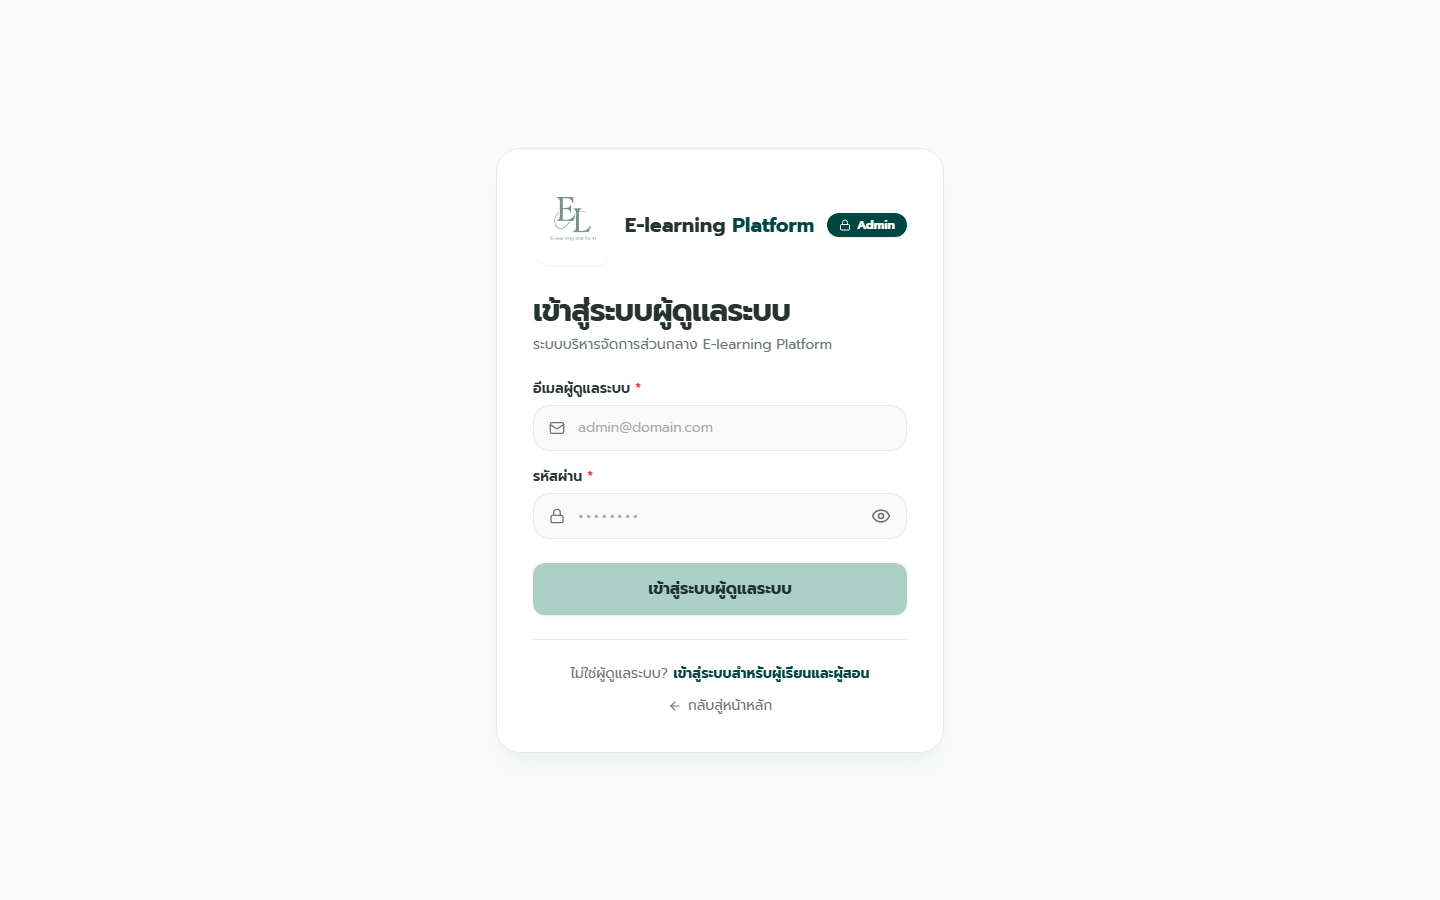 EL
E-learning platform
E-learning Platform
Admin
เข้าสู่ระบบผู้ดูแลระบบ
ระบบบริหารจัดการส่วนกลาง E-learning Platform
อีเมลผู้ดูแลระบบ *
admin@domain.com
รหัสผ่าน *
••••••••
เข้าสู่ระบบผู้ดูแลระบบ
ไม่ใช่ผู้ดูแลระบบ? เข้าสู่ระบบสำหรับผู้เรียนและผู้สอน
← กลับสู่หน้าหลัก